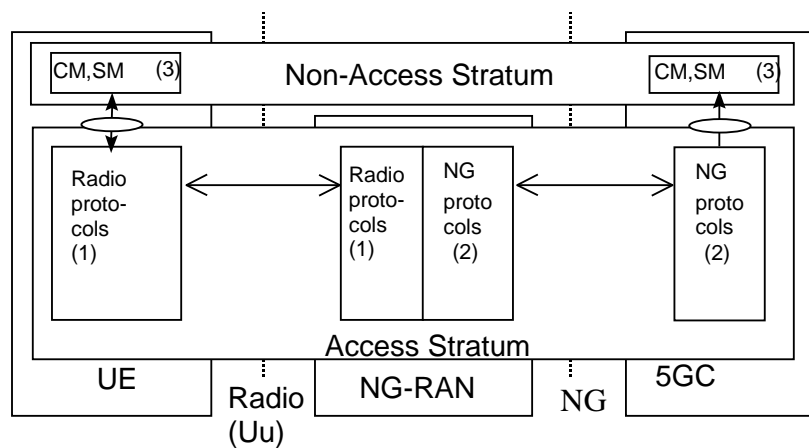 CM,SM (3)
Non-Access Stratum
CM,SM (3)
Radio
proto-
cols
(1)
Radio
proto-
cols
(1)
NG
proto
cols
(2)
NG
proto
cols
(2)
Access Stratum
UE
Radio
(Uu)
NG-RAN
NG
5GC